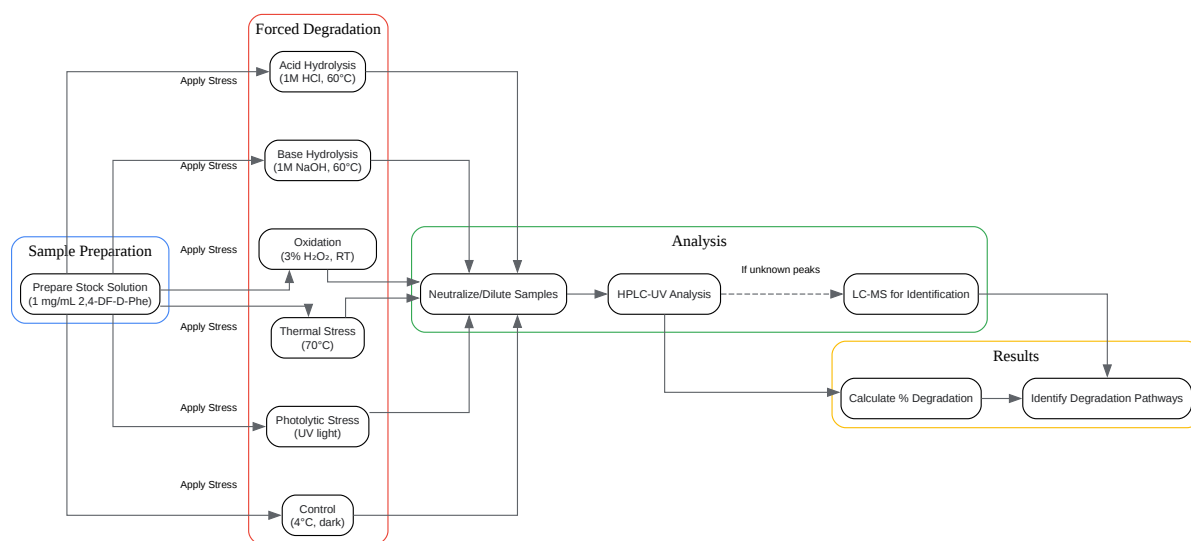 Forced Degradation
Acid Hydrolysis
(1M HCl, 60°C)
Apply Stress
Base Hydrolysis
(1M NaOH, 60°C)
Apply Stress
Oxidation
(3% H₂O₂, RT)
Apply Stress
Sample Preparation
Prepare Stock Solution
(1 mg/mL 2,4-DF-D-Phe)
Thermal Stress
(70°C)
Apply Stress
Photolytic Stress
(UV light)
Apply Stress
Control
(4°C, dark)
Apply Stress
Analysis
Neutralize/Dilute Samples
HPLC-UV Analysis
If unknown peaks
LC-MS for Identification
Results
Calculate % Degradation
Identify Degradation Pathways